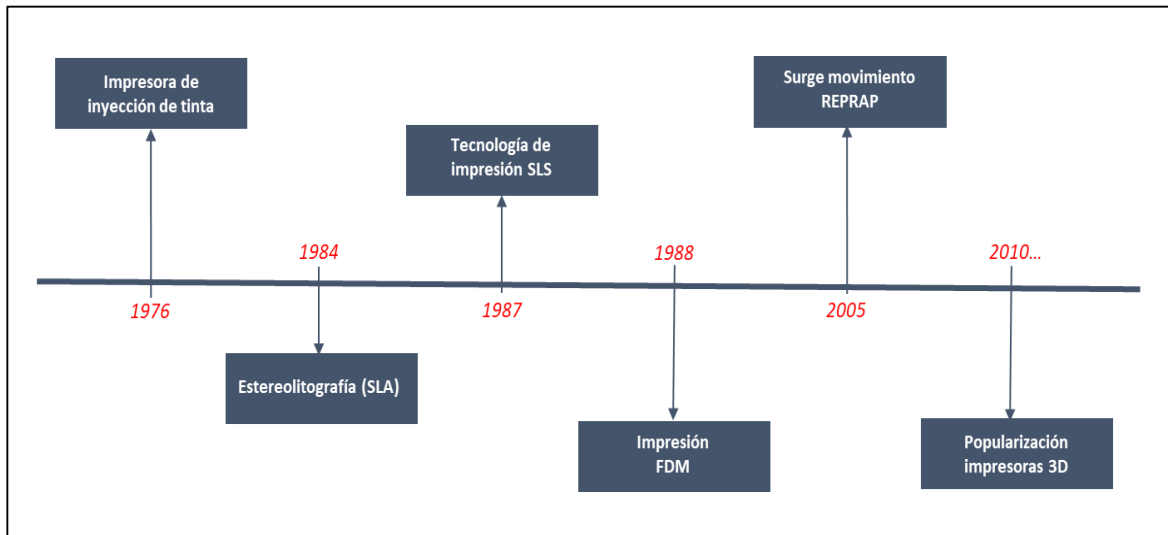 Impresora de
inyección de tinta
1976
1984
Estereolitografía (SLA)
Tecnología de
impresión SLS
1987
1988
Impresión
FDM
Surge movimiento
REPRAP
2005
2010...
Popularización
impresoras 3D